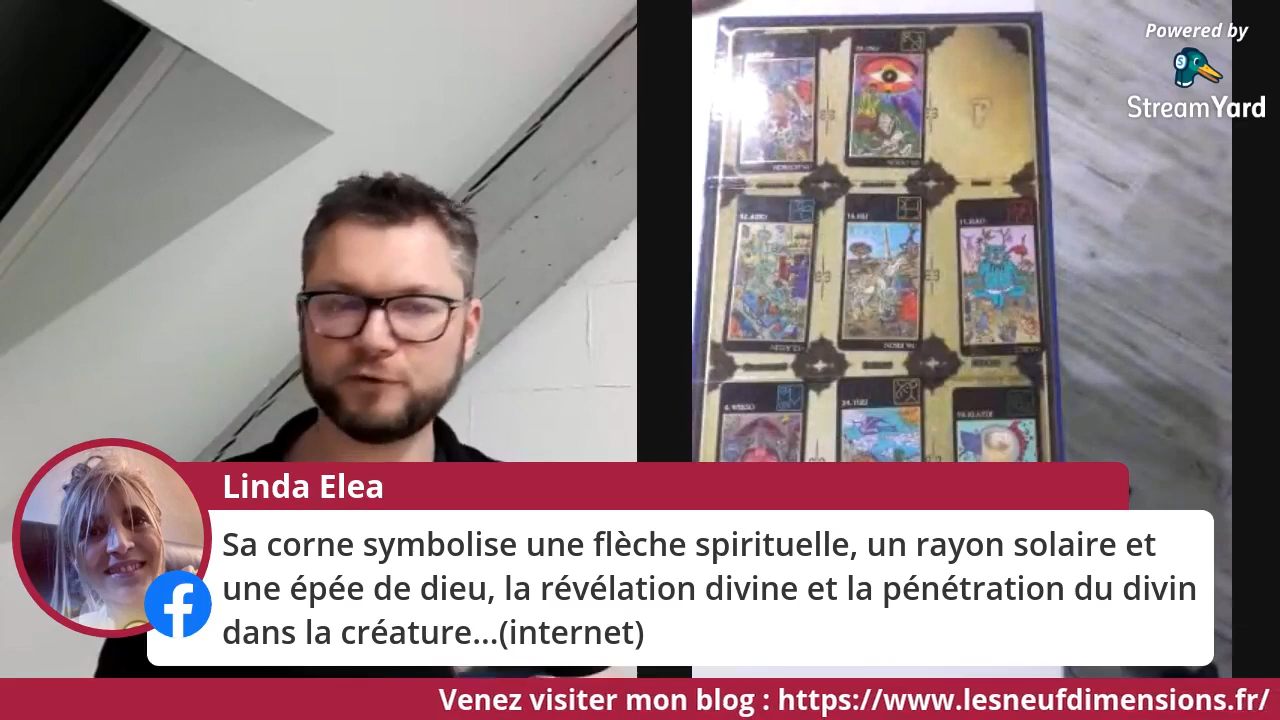 Powered by
StreamYard
Linda Elea
Sa corne symbolise une flèche spirituelle, un rayon solaire et
une épée de dieu, la révélation divine et la pénétration du divin
dans la créature...(internet)
Venez visiter mon blog : https://www.lesneufdimensions.fr/